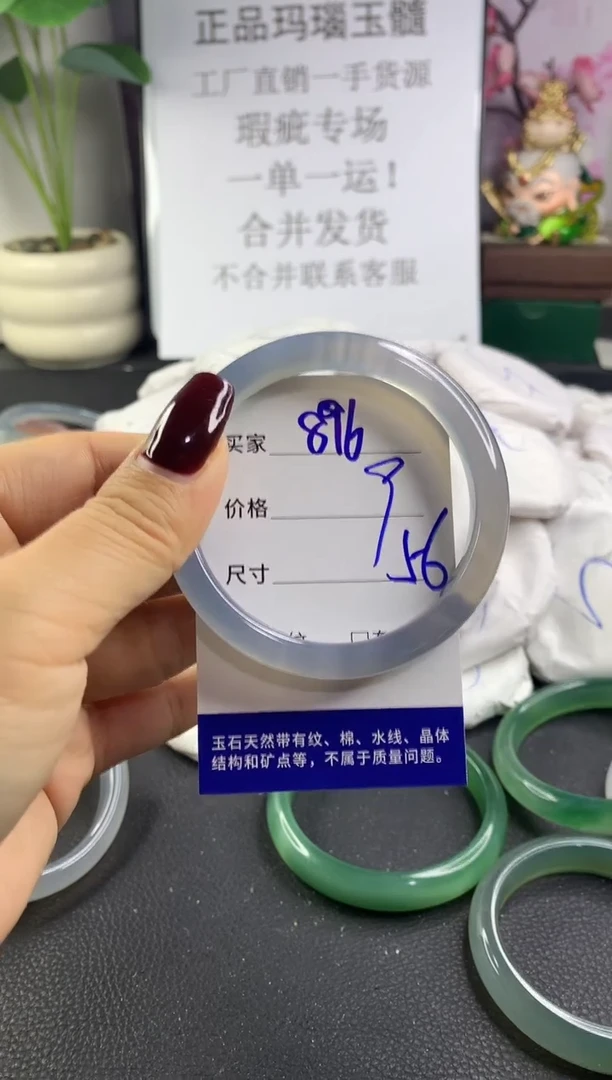 正品玛瑙玉髓
工厂直销一手货源
瑕疵专场
一单一运！
合并发货
不合并联系客服
买家 896
价格
尺寸 56
玉石天然带有纹、棉、水线、晶体
结构和矿点等，不属于质量问题。